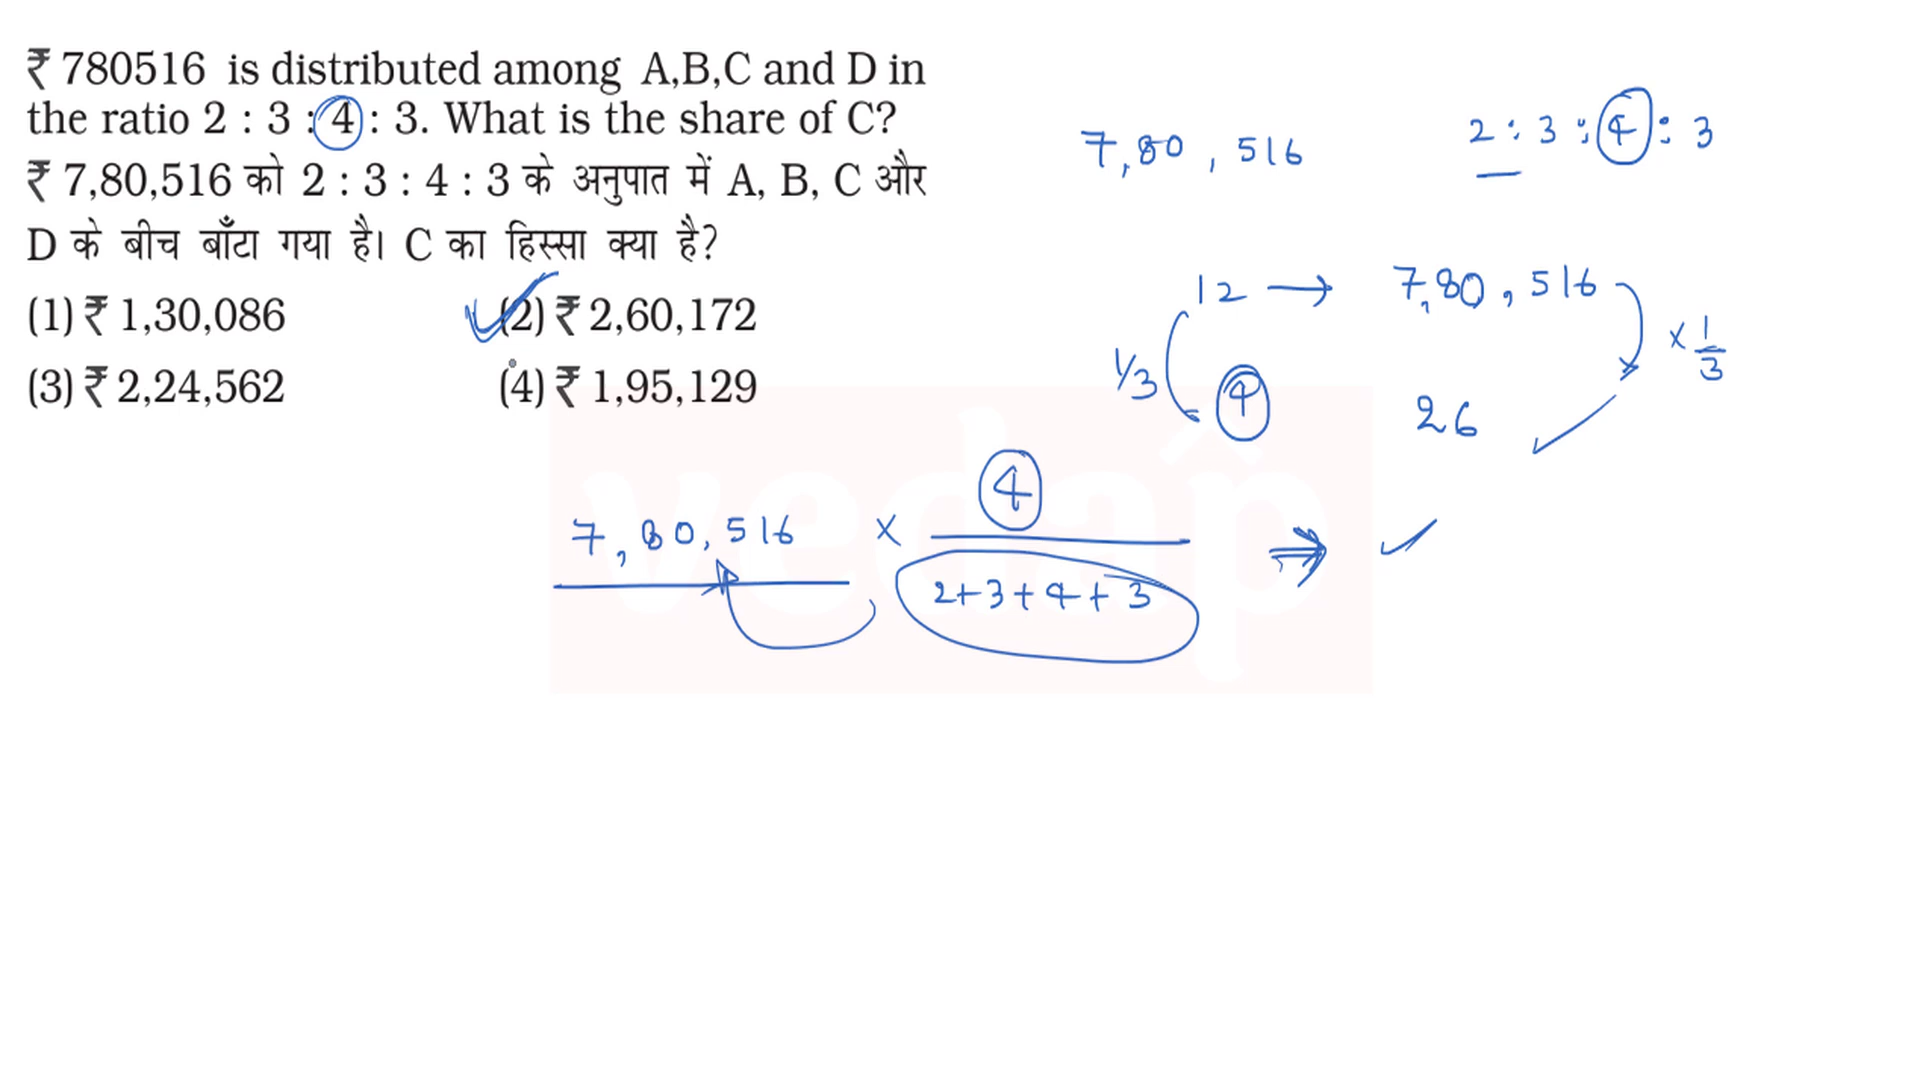 ₹ 780516 is distributed among A,B,C and D in
the ratio 2 : 3 : 4 : 3. What is the share of C?
₹ 7,80,516 को 2 : 3 : 4 : 3 के अनुपात में A, B, C और
D के बीच बाँटा गया है। C का हिस्सा क्या है?
(1) ₹ 1,30,086 (2) ₹ 2,60,172
(3) ₹ 2,24,562 (4) ₹ 1,95,129
7,80,516 2 : 3 : 4 : 3
12 → 7,80,516
1/3 × 1/3
4 26
7,80,516 × 4
2+3+4+3 ⇒ ✓
vedap